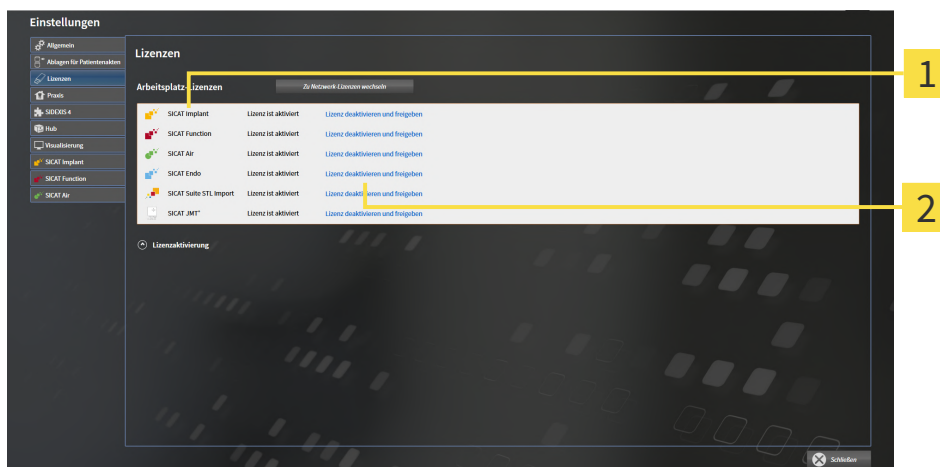 Einstellungen
Allgemein
Ablagen für Patientenakten
Lizenzen
Praxis
SIDEXIS 4
Hub
Visualisierung
SICAT Implant
SICAT Function
SICAT Air
Lizenzen
Arbeitsplatz-Lizenzen
Zu Netzwerk-Lizenzen wechseln
SICAT Implant Lizenz ist aktiviert Lizenz deaktivieren und freigeben
SICAT Function Lizenz ist aktiviert Lizenz deaktivieren und freigeben
SICAT Air Lizenz ist aktiviert Lizenz deaktivieren und freigeben
SICAT Endo Lizenz ist aktiviert Lizenz deaktivieren und freigeben
SICAT Suite STL Import Lizenz ist aktiviert Lizenz deaktivieren und freigeben
SICAT JMT+ Lizenz ist aktiviert Lizenz deaktivieren und freigeben
Lizenzaktivierung
Schließen
1
2